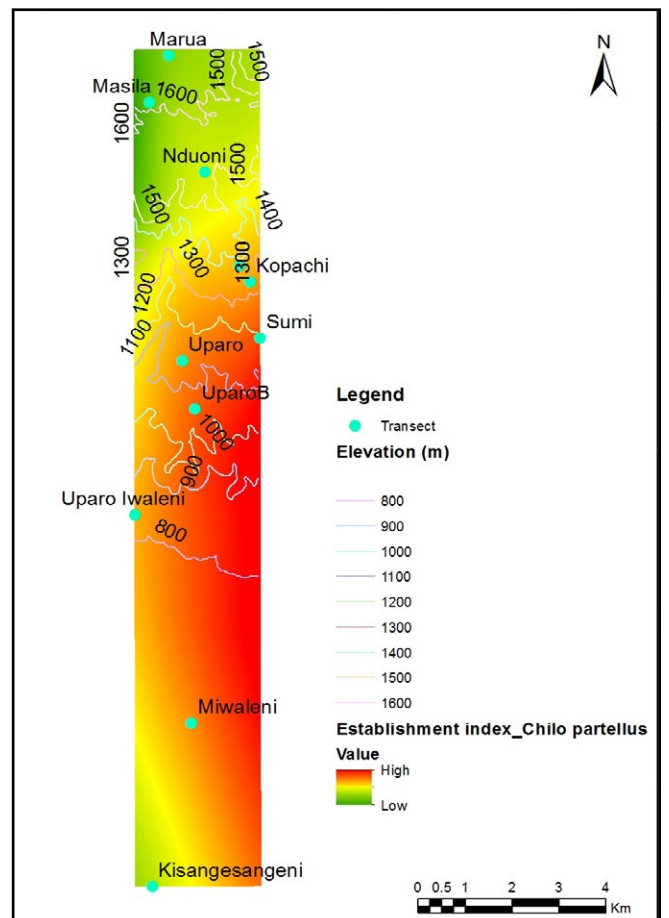 N
Marua
1500
1500
Masila
1600
1600
Nduoni
1500
1500
1400
1300
1300
1300
Kopachi
1200
1100
Sumi
Uparo
UparoB
1000
900
Uparo Iwaleni
800
Miwaleni
Kisangesangeni
Legend
Transect
Elevation (m)
800
900
1000
1100
1200
1300
1400
1500
1600
Establishment index_Chilo partellus
Value
High
Low
0 0.5 1 2 3 4
Km